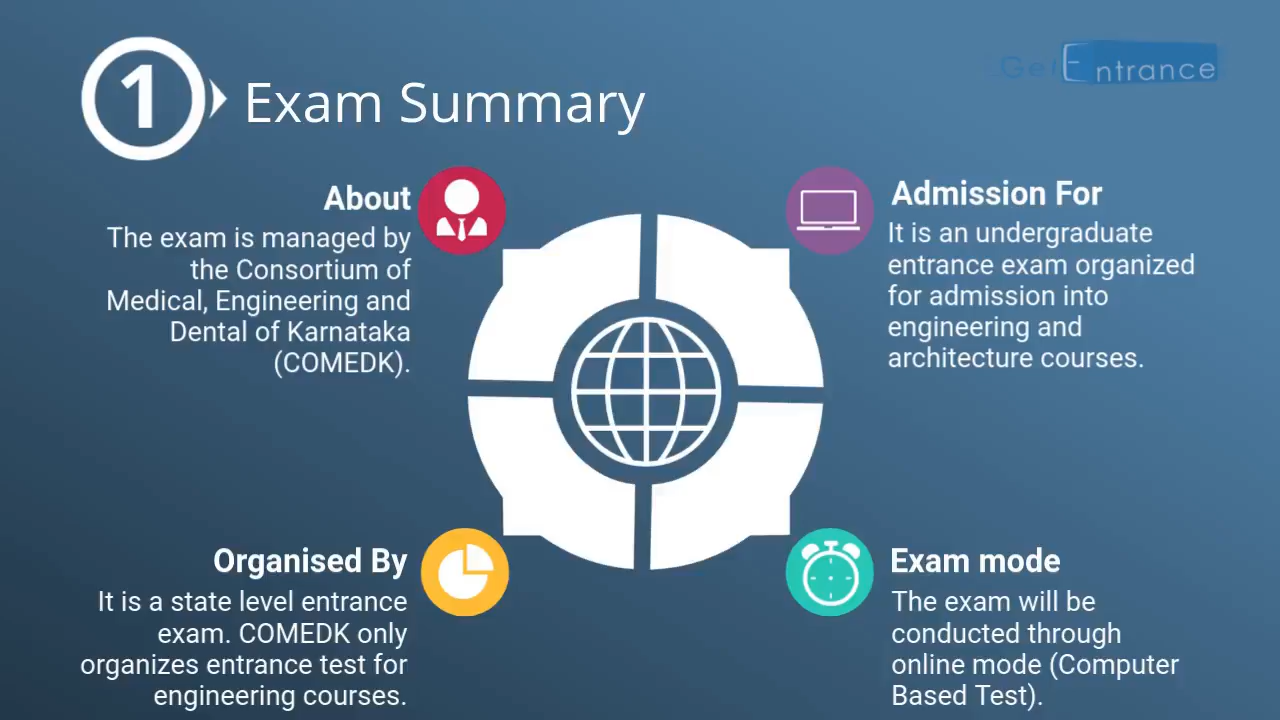 1
Exam Summary
GetEntrance
About
The exam is managed by
the Consortium of
Medical, Engineering and
Dental of Karnataka
(COMEDK).
Admission For
It is an undergraduate
entrance exam organized
for admission into
engineering and
architecture courses.
Organised By
It is a state level entrance
exam. COMEDK only
organizes entrance test for
engineering courses.
Exam mode
The exam will be
conducted through
online mode (Computer
Based Test).